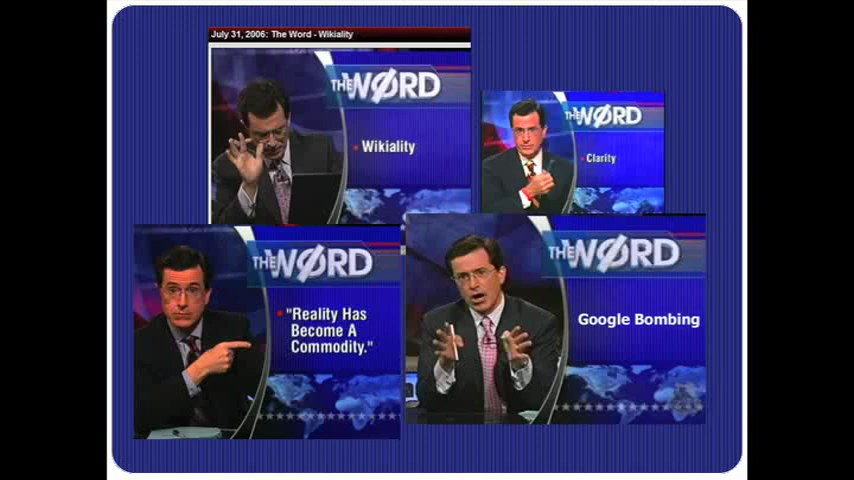 July 31, 2006: The Word - Wikiality
THE WØRD
• Wikiality
THE WØRD
• Clarity
THE WØRD
• "Reality Has
Become A
Commodity."
THE WØRD
Google Bombing